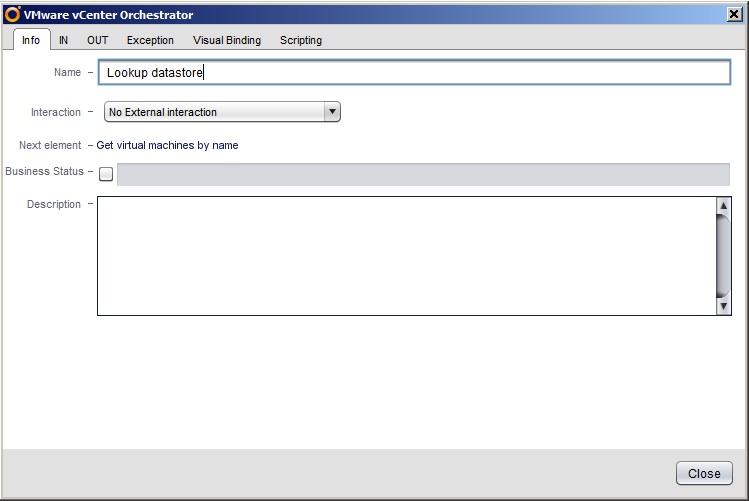 VMware vCenter Orchestrator
Info IN OUT Exception Visual Binding Scripting
Name Lookup datastore
Interaction No External interaction
Next element Get virtual machines by name
Business Status
Description
Close